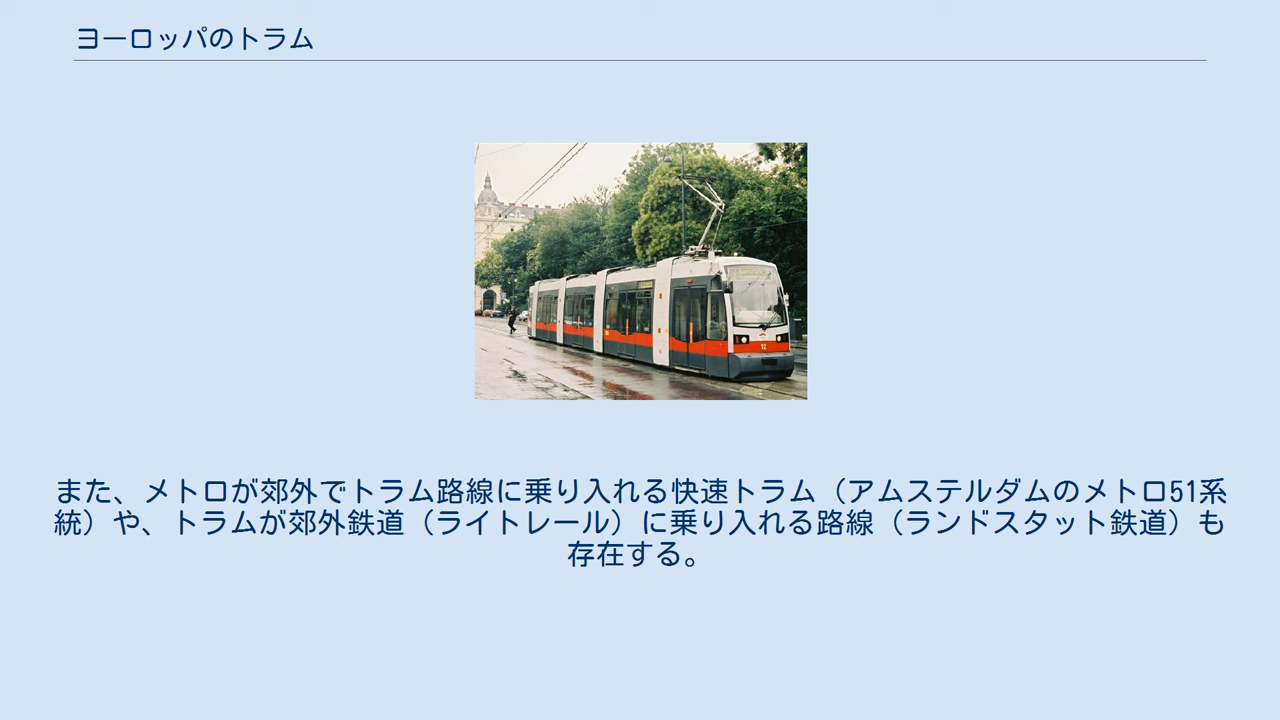 ヨーロッパのトラム
12
また、メトロが郊外でトラム路線に乗り入れる快速トラム（アムステルダムのメトロ51系
統）や、トラムが郊外鉄道（ライトレール）に乗り入れる路線（ランドスタット鉄道）も
存在する。